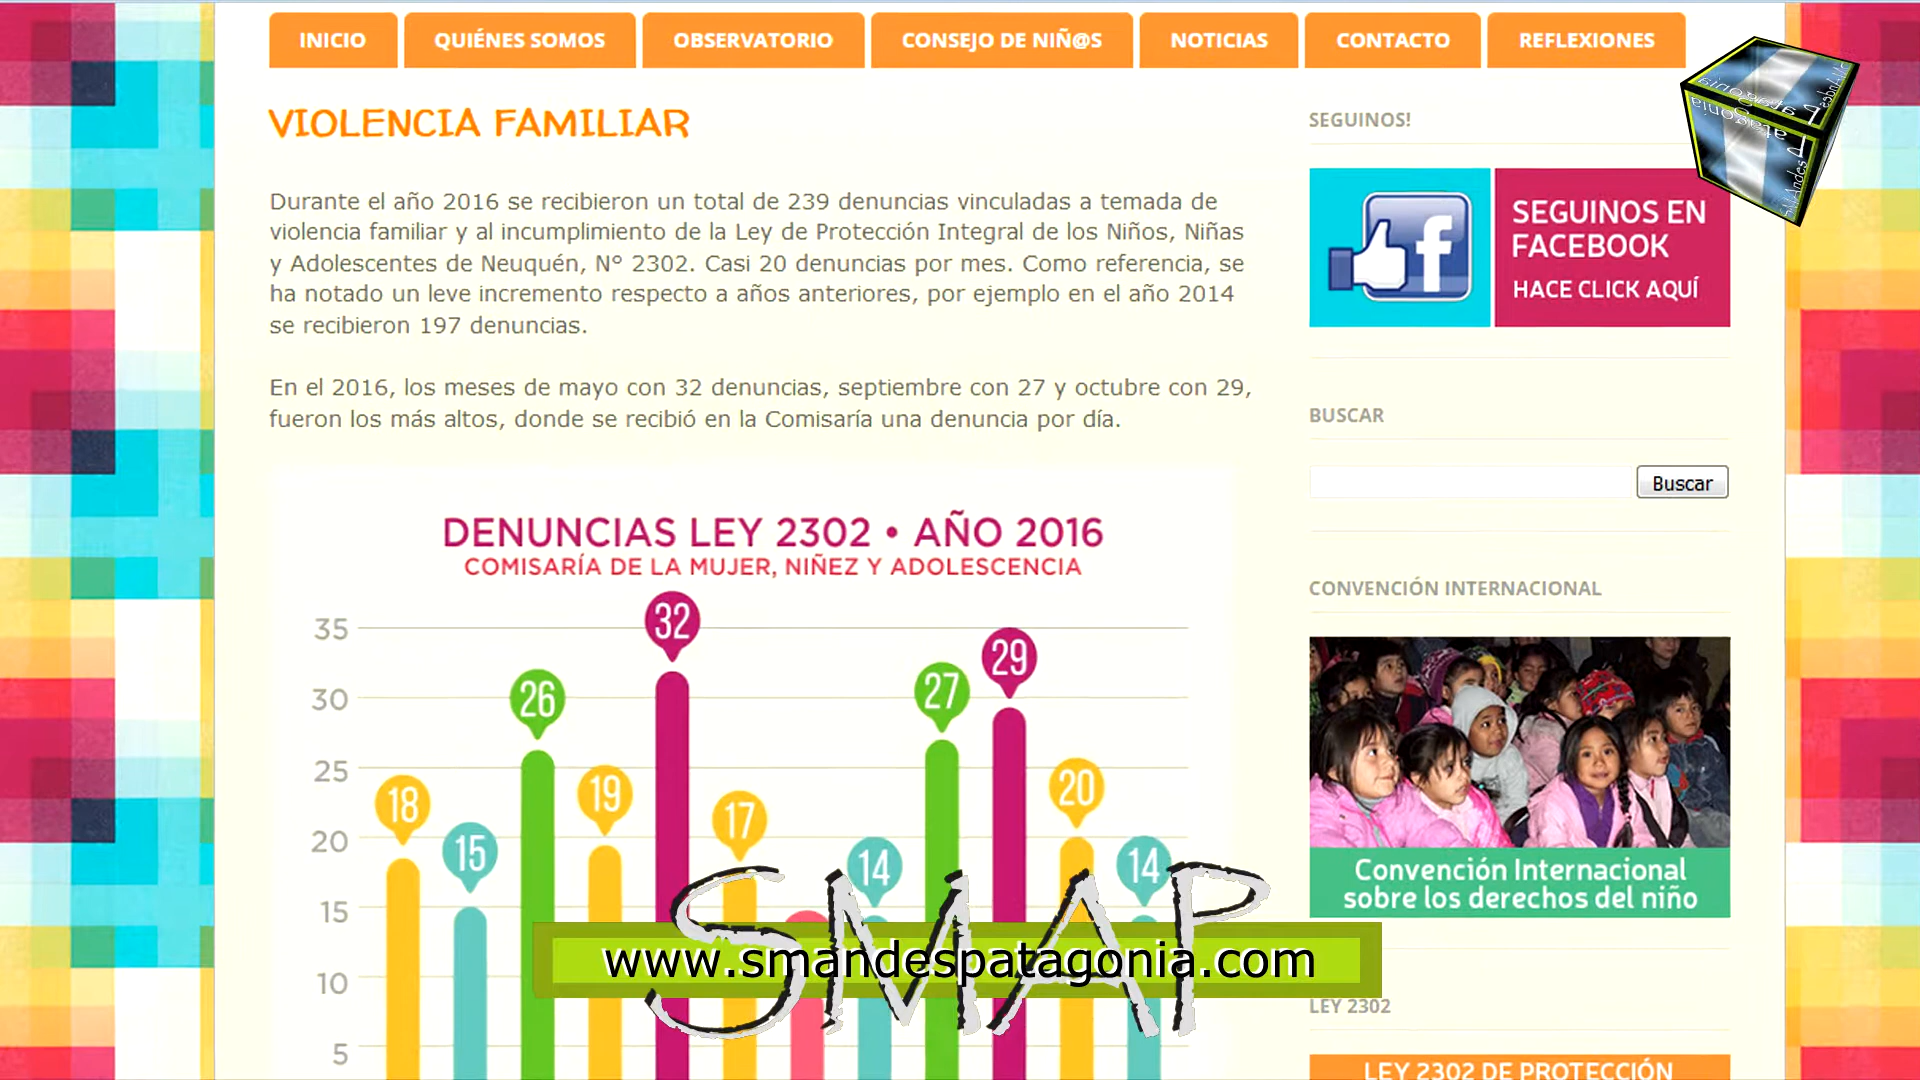 INICIO
QUIÉNES SOMOS
OBSERVATORIO
CONSEJO DE NIÑ@S
NOTICIAS
CONTACTO
REFLEXIONES
VIOLENCIA FAMILIAR
Durante el año 2016 se recibieron un total de 239 denuncias vinculadas a temada de
violencia familiar y al incumplimiento de la Ley de Protección Integral de los Niños, Niñas
y Adolescentes de Neuquén, N° 2302. Casi 20 denuncias por mes. Como referencia, se
ha notado un leve incremento respecto a años anteriores, por ejemplo en el año 2014
se recibieron 197 denuncias.
En el 2016, los meses de mayo con 32 denuncias, septiembre con 27 y octubre con 29,
fueron los más altos, donde se recibió en la Comisaría una denuncia por día.
DENUNCIAS LEY 2302 • AÑO 2016
COMISARÍA DE LA MUJER, NIÑEZ Y ADOLESCENCIA
35
30
25
20
15
10
5
18
15
26
19
32
17
14
27
29
20
14
SMAP
www.smandespatagonia.com
SEGUINOS!
SEGUINOS EN
FACEBOOK
HACE CLICK AQUÍ
BUSCAR
Buscar
CONVENCIÓN INTERNACIONAL
Convención Internacional
sobre los derechos del niño
LEY 2302
LEY 2302 DE PROTECCIÓN